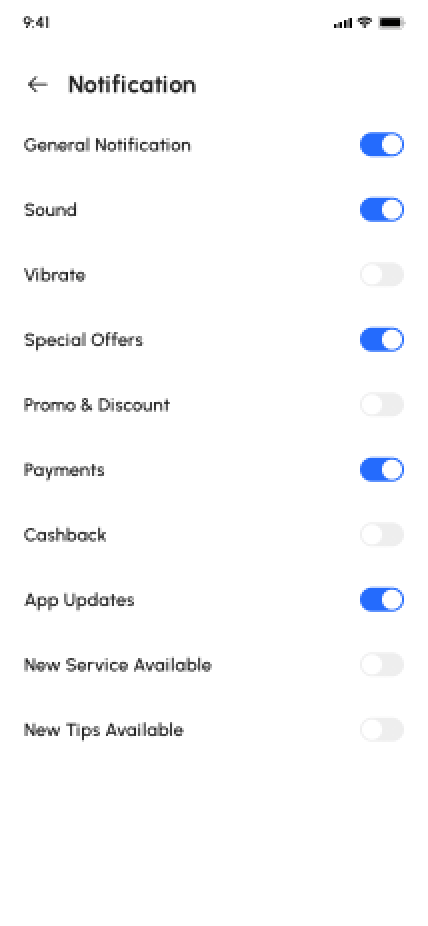 9:41
Notification
General Notification
Sound
Vibrate
Special Offers
Promo & Discount
Payments
Cashback
App Updates
New Service Available
New Tips Available